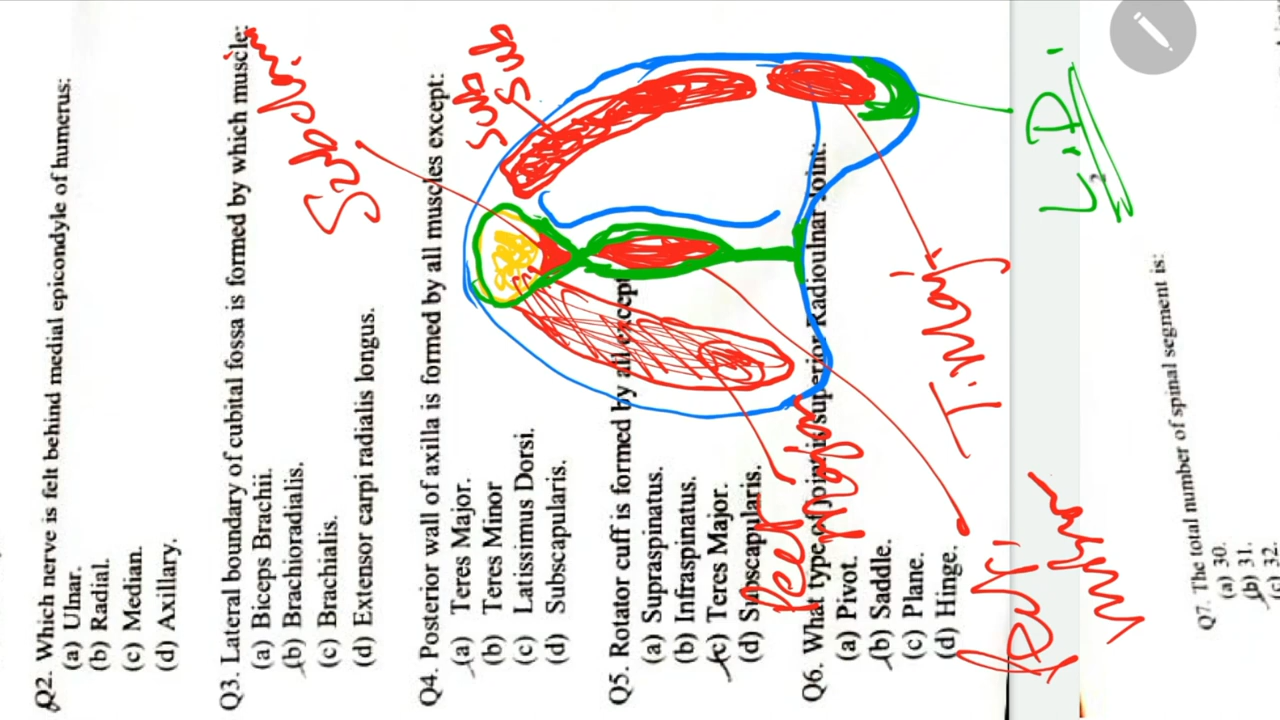 Q2. Which nerve is felt behind medial epicondyle of humerus:
(a) Ulnar.
(b) Radial.
(c) Median.
(d) Axillary.
Q3. Lateral boundary of cubital fossa is formed by which muscle:
(a) Biceps Brachii.
(b) Brachioradialis.
(c) Brachialis.
(d) Extensor carpi radialis longus.
Q4. Posterior wall of axilla is formed by all muscles except:
(a) Teres Major.
(b) Teres Minor
(c) Latissimus Dorsi.
(d) Subscapularis.
Q5. Rotator cuff is formed by all except
(a) Supraspinatus.
(b) Infraspinatus.
(c) Teres Major.
(d) Subscapularis.
Q6. What type of joint is superior Radioulnar Joint:
(a) Pivot.
(b) Saddle.
(c) Plane.
(d) Hinge.
2
Q7. The total number of spinal segment is:
(a) 30.
(b) 31.
(c) 32.
Sub
Sub
Pect.
Major
T. Maj.
L.D.